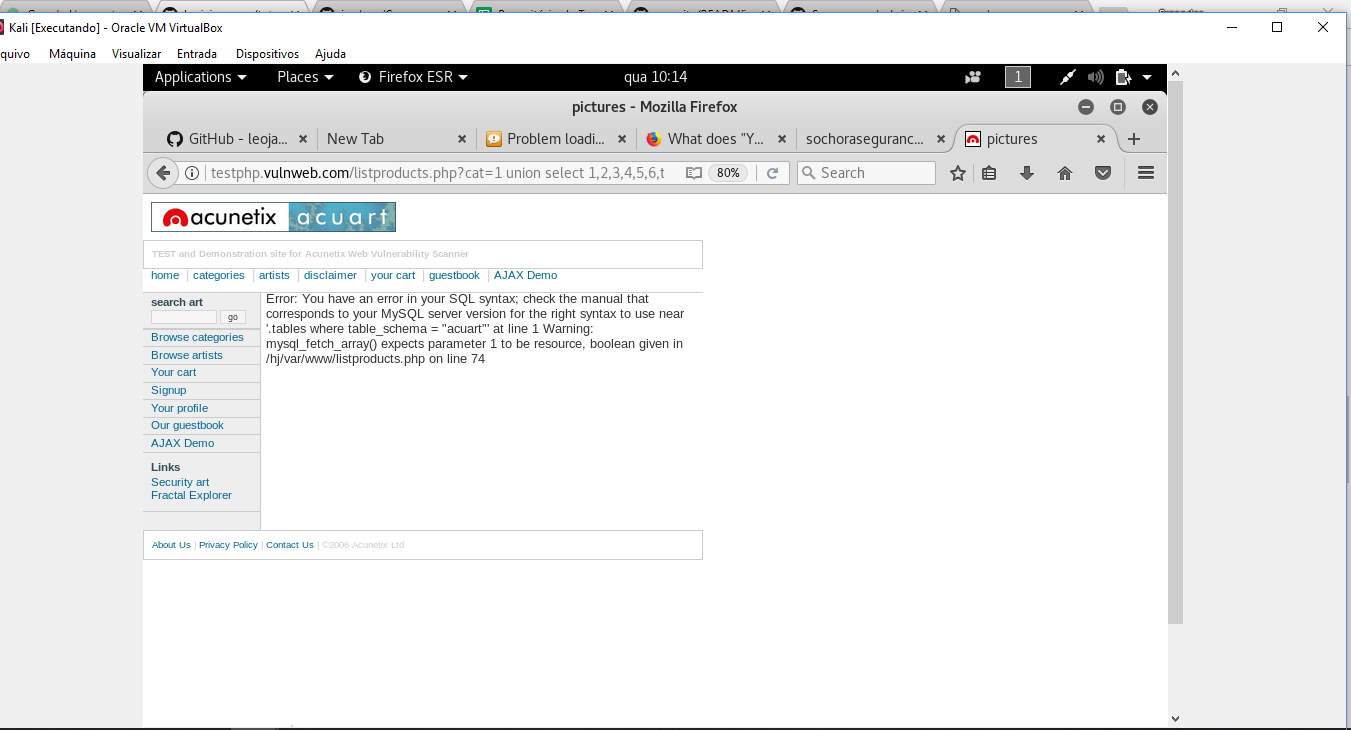 Kali [Executando] - Oracle VM VirtualBox
quivo Máquina Visualizar Entrada Dispositivos Ajuda
Applications Places Firefox ESR qua 10:14 1
pictures - Mozilla Firefox
GitHub - leoja... New Tab Problem loadi... What does "Y... sochoraseguranc... pictures
testphp.vulnweb.com/listproducts.php?cat=1 union select 1,2,3,4,5,6,t 80% Search
acunetix acuart
TEST and Demonstration site for Acunetix Web Vulnerability Scanner
home | categories | artists | disclaimer | your cart | guestbook | AJAX Demo
search art
go
Browse categories
Browse artists
Your cart
Signup
Your profile
Our guestbook
AJAX Demo
Links
Security art
Fractal Explorer
Error: You have an error in your SQL syntax; check the manual that
corresponds to your MySQL server version for the right syntax to use near
'.tables where table_schema = "acuart"' at line 1 Warning:
mysql_fetch_array() expects parameter 1 to be resource, boolean given in
/hj/var/www/listproducts.php on line 74
About Us | Privacy Policy | Contact Us | ©2006 Acunetix Ltd